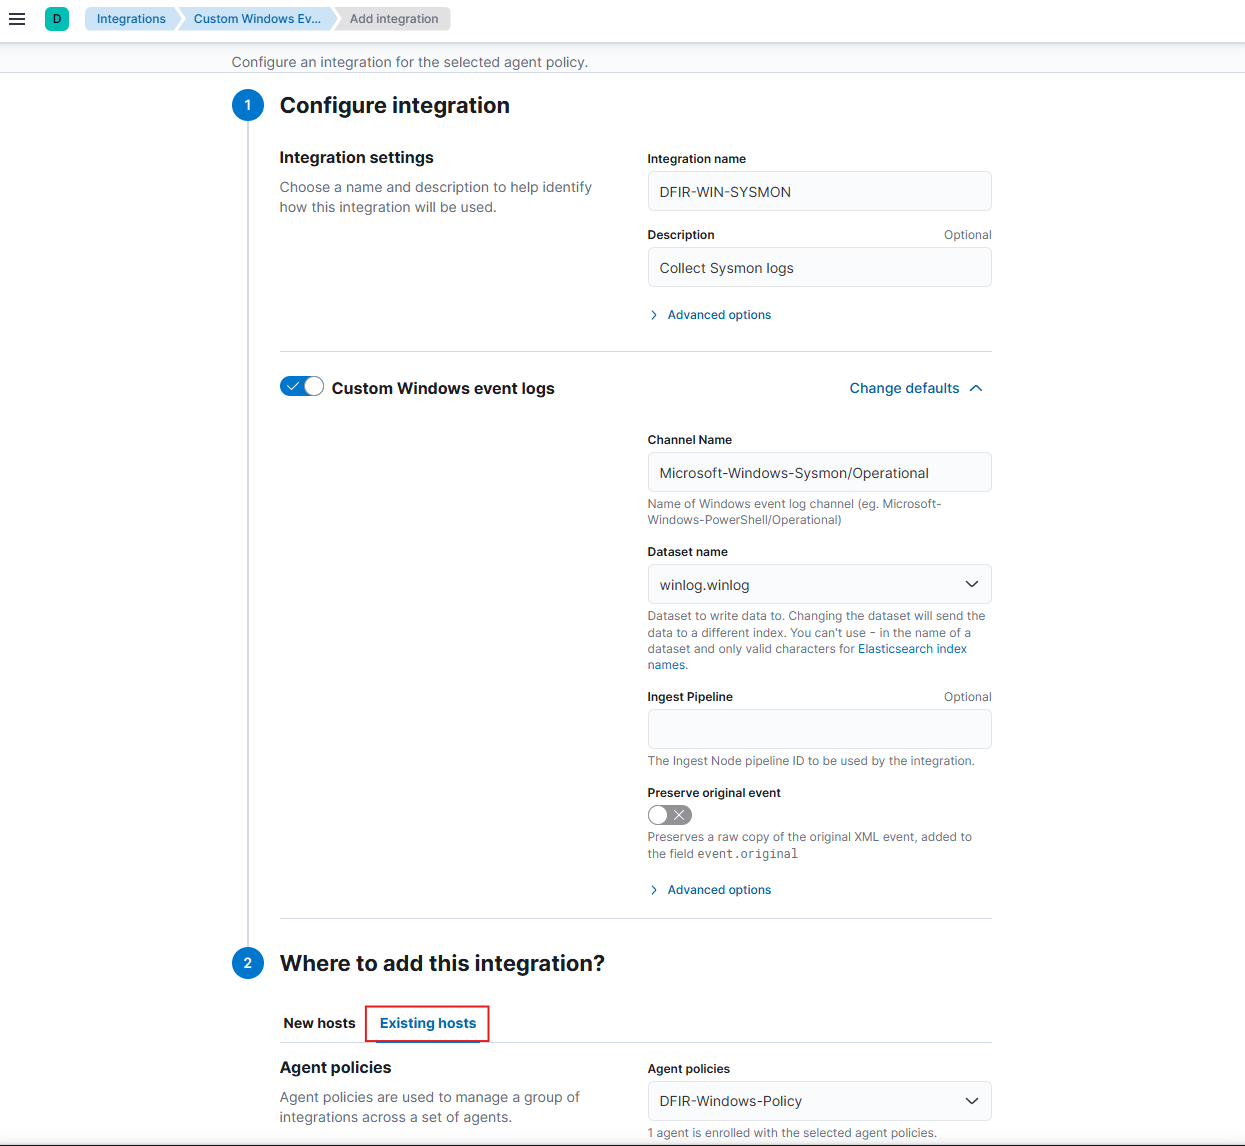 D
Integrations
Custom Windows Ev...
Add integration
Configure an integration for the selected agent policy.
1
Configure integration
Integration settings
Choose a name and description to help identify
how this integration will be used.
Integration name
DFIR-WIN-SYSMON
Description
Optional
Collect Sysmon logs
Advanced options
Custom Windows event logs
Change defaults
Channel Name
Microsoft-Windows-Sysmon/Operational
Name of Windows event log channel (eg. Microsoft-
Windows-PowerShell/Operational)
Dataset name
winlog.winlog
Dataset to write data to. Changing the dataset will send the
data to a different index. You can't use - in the name of a
dataset and only valid characters for Elasticsearch index
names.
Ingest Pipeline
Optional
The Ingest Node pipeline ID to be used by the integration.
Preserve original event
Preserves a raw copy of the original XML event, added to
the field event.original
Advanced options
2
Where to add this integration?
New hosts
Existing hosts
Agent policies
Agent policies are used to manage a group of
integrations across a set of agents.
Agent policies
DFIR-Windows-Policy
1 agent is enrolled with the selected agent policies.